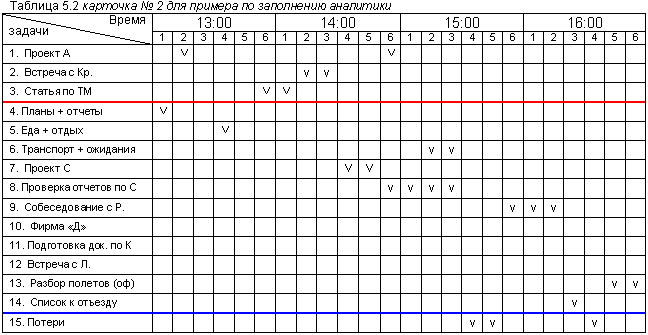 Таблица 5.2 карточка № 2 для примера по заполнению аналитики
Время
задачи
13:00 14:00 15:00 16:00
1 2 3 4 5 6 1 2 3 4 5 6 1 2 3 4 5 6 1 2 3 4 5 6
1. Проект А V V
2. Встреча с Кр. V V
3. Статья по ТМ V V
4. Планы + отчеты V
5. Еда + отдых V
6. Транспорт + ожидания v v
7. Проект С V V
8. Проверка отчетов по С v v v v
9. Собеседование с Р. v v v
10. Фирма «Д»
11. Подготовка док. по К
12 Встреча с Л.
13. Разбор полетов (оф) v v
14. Список к отъезду v
15. Потери v v v